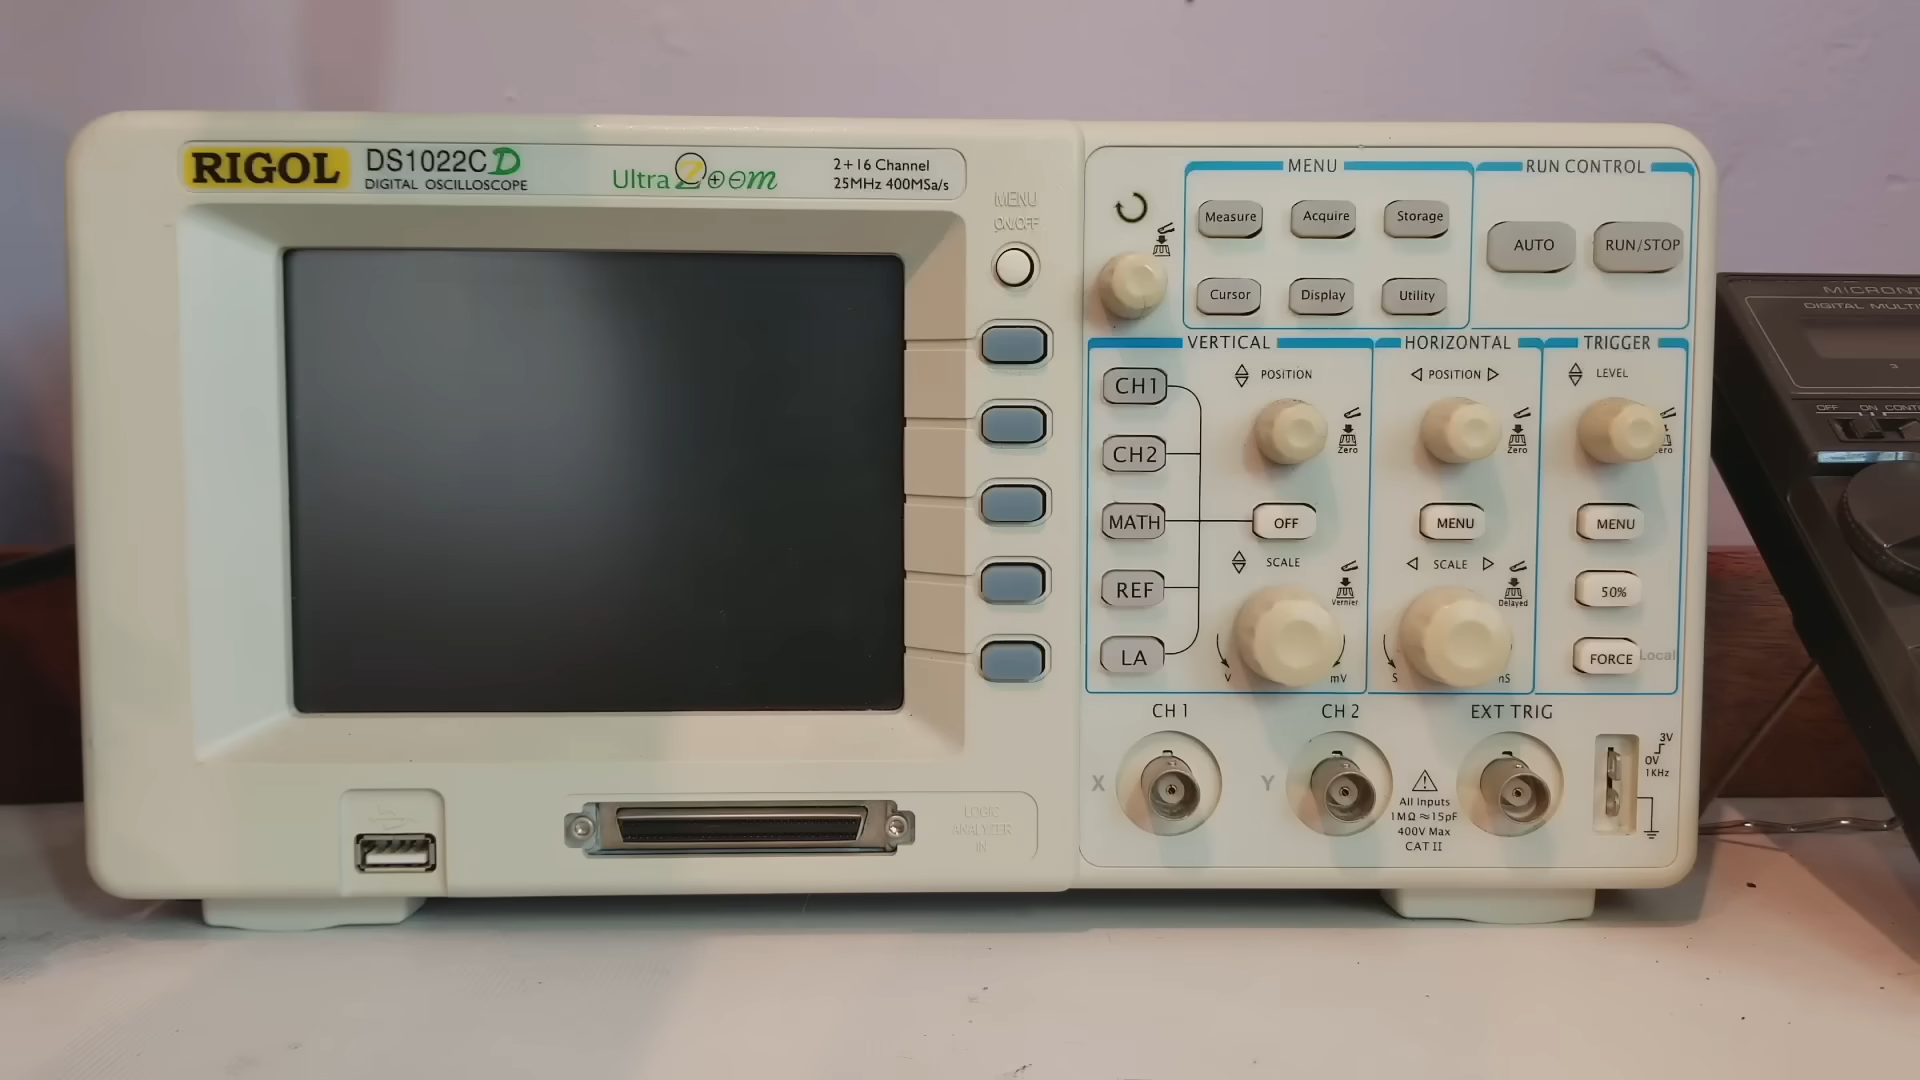 RIGOL
DS1022CD
DIGITAL OSCILLOSCOPE
Ultra Zoom
2+16 Channel
25MHz 400MSa/s
MENU
ON/OFF
MENU
Measure
Acquire
Storage
Cursor
Display
Utility
RUN CONTROL
AUTO
RUN/STOP
VERTICAL
CH1
CH2
MATH
REF
LA
POSITION
Zero
OFF
SCALE
Vernier
V
mV
HORIZONTAL
POSITION
Zero
MENU
SCALE
Delayed
S
nS
TRIGGER
LEVEL
MENU
50%
FORCE
Local
CH 1
CH 2
EXT TRIG
X
Y
All Inputs
1MΩ ≈15pF
400V Max
CAT II
3V
0V
1KHz
LOGIC
ANALYZER
IN
OFF
ON